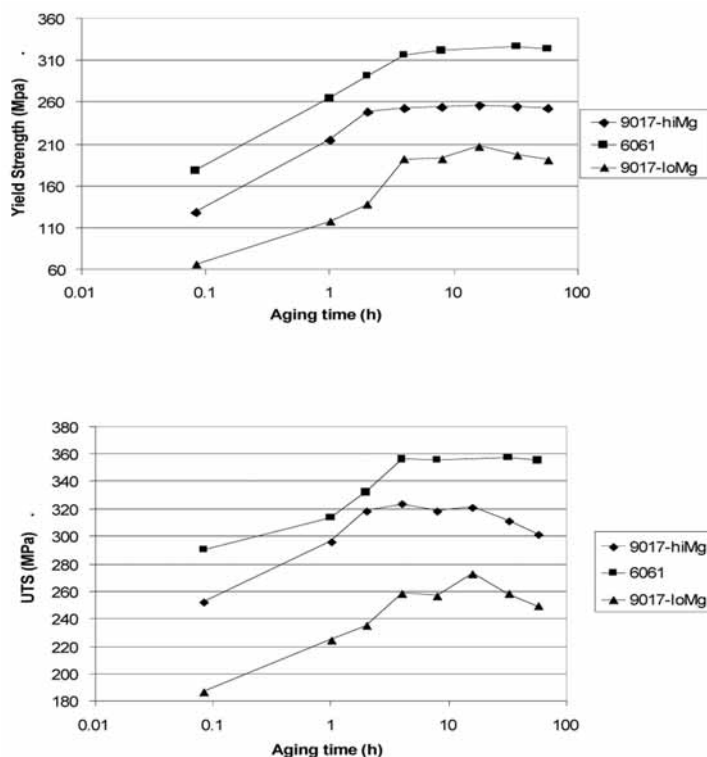 360
310
260
210
160
110
60
Yield Strength (Mpa)
0.01 0.1 1 10 100
Aging time (h)
9017-hiMg
6061
9017-loMg
380
360
340
320
300
280
260
240
220
200
180
UTS (MPa)
0.01 0.1 1 10 100
Aging time (h)
9017-hiMg
6061
9017-loMg